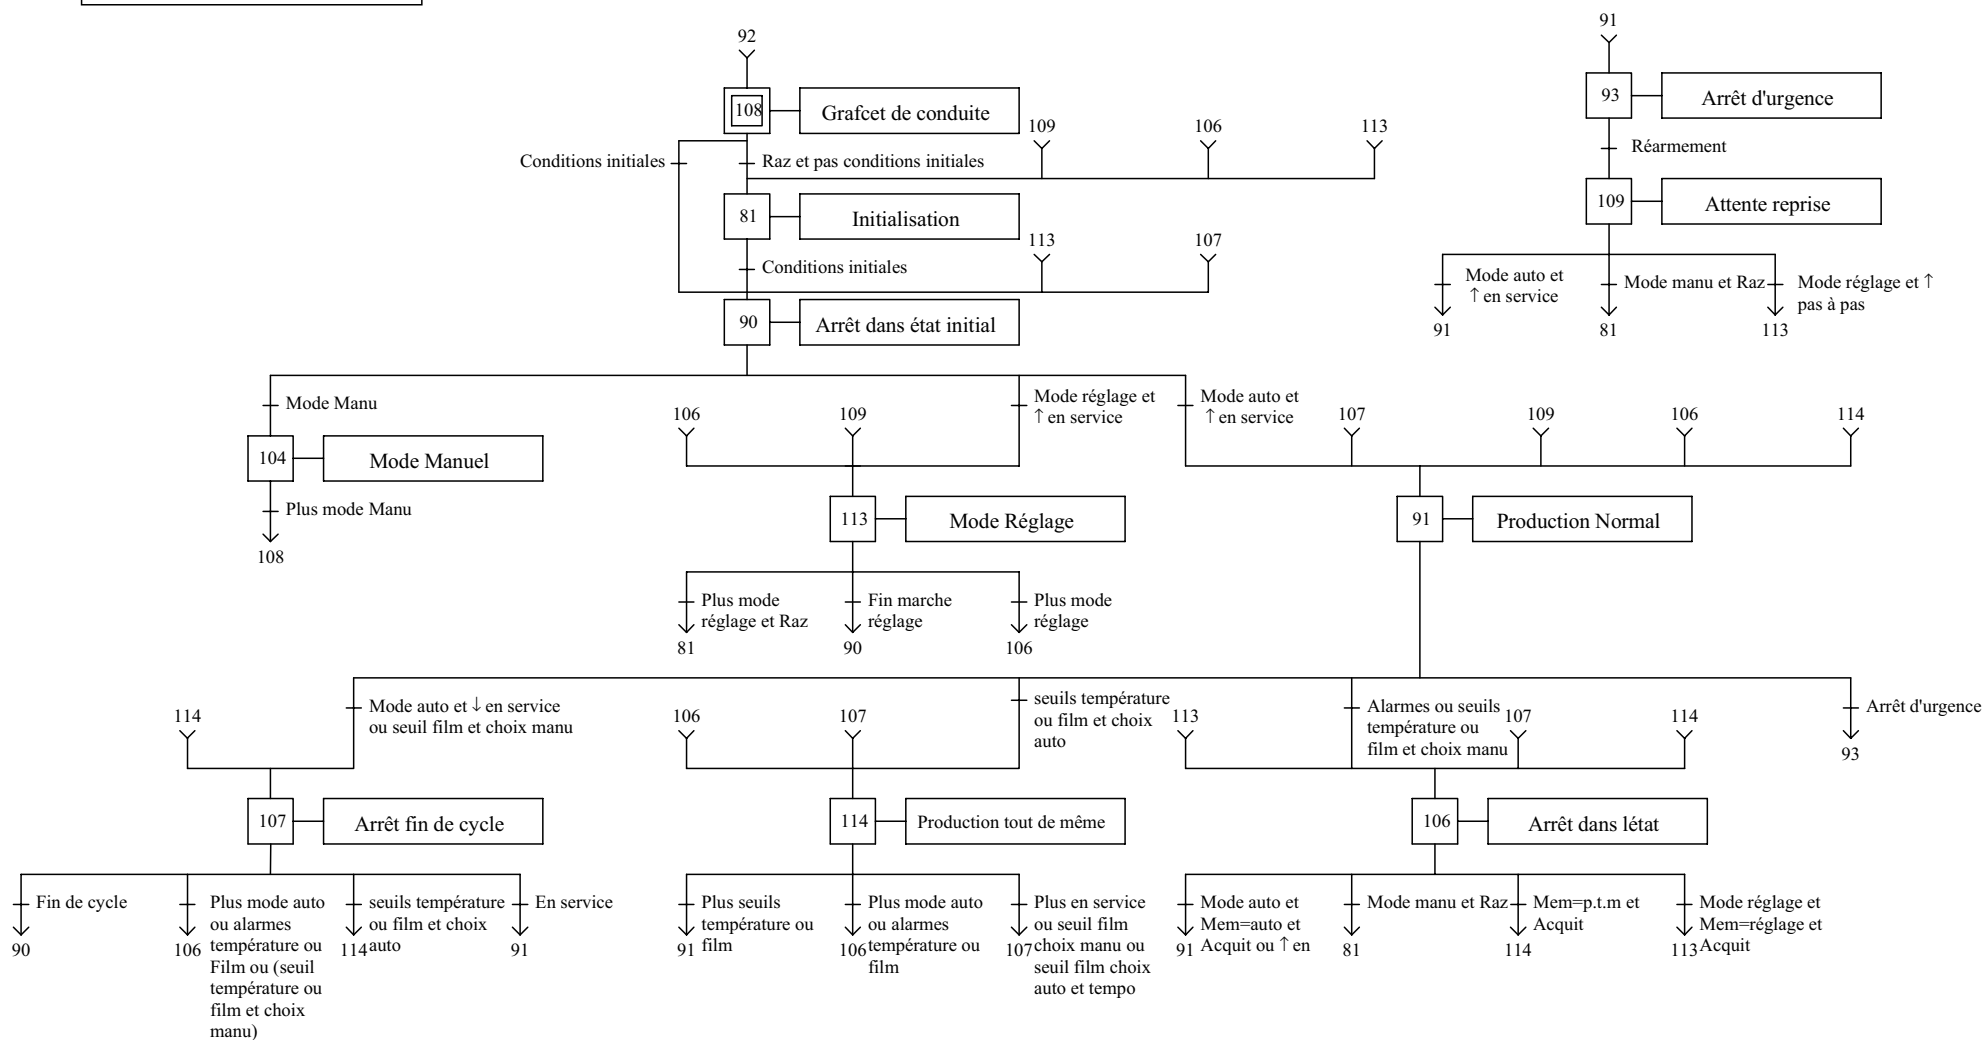 92
91
108
Grafcet de conduite
93
Arrêt d'urgence
109
106
113
Conditions initiales
Raz et pas conditions initiales
Réarmement
81
Initialisation
109
Attente reprise
113
107
Conditions initiales
Mode auto et
↑ en service
Mode manu et Raz
Mode réglage et ↑
pas à pas
90
Arrêt dans état initial
91
81
113
Mode Manu
106
109
Mode réglage et
↑ en service
Mode auto et
↑ en service
107
109
106
114
104
Mode Manuel
Plus mode Manu
108
113
Mode Réglage
91
Production Normal
Plus mode
réglage et Raz
Fin marche
réglage
Plus mode
réglage
81
90
106
114
Mode auto et ↓ en service
ou seuil film et choix manu
106
107
seuils température
ou film et choix
auto
113
Alarmes ou seuils
température ou
film et choix manu
107
114
Arrêt d'urgence
93
107
Arrêt fin de cycle
114
Production tout de même
106
Arrêt dans létat
Fin de cycle
90
Plus mode auto
ou alarmes
température ou
Film ou (seuil
température ou
film et choix
manu)
106
seuils température
ou film et choix
auto
114
En service
91
Plus seuils
température ou
film
91
Plus mode auto
ou alarmes
température ou
film
106
Plus en service
ou seuil film
choix manu ou
seuil film choix
auto et tempo
107
Mode auto et
Mem=auto et
Acquit ou ↑ en
91
Mode manu et Raz
81
Mem=p.t.m et
Acquit
114
Mode réglage et
Mem=réglage et
Acquit
113